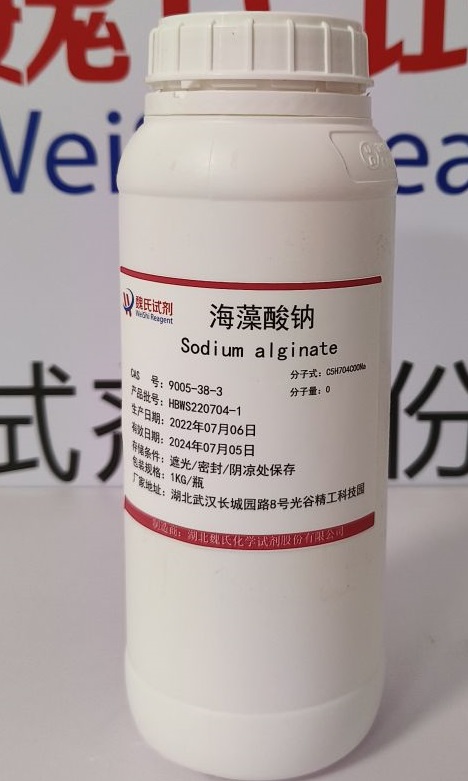 WeiSh
Rea
魏氏试剂
WeiShi Reagent
海藻酸钠
Sodium alginate
CAS 号：9005-38-3
分子式：C5H7O4COONa
产品批号：HBWS220704-1
分子量：0
生产日期：2022年07月06日
有效日期：2024年07月05日
存储条件：遮光/密封/阴凉处保存
包装规格：1KG/瓶
厂家地址：湖北武汉长城园路8号光谷精工科技园
制造商：湖北魏氏化学试剂股份有限公司
试剂
份